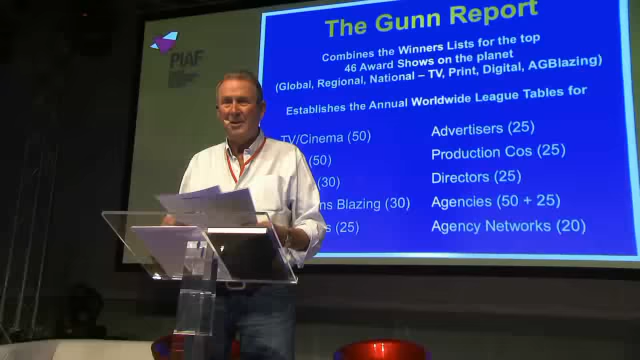 PIAF
The Gunn Report
Combines the Winners Lists for the top
46 Award Shows on the planet
(Global, Regional, National – TV, Print, Digital, AGBlazing)
Establishes the Annual Worldwide League Tables for
TV/Cinema (50)
(50)
(30)
ns Blazing (30)
s (25)
Advertisers (25)
Production Cos (25)
Directors (25)
Agencies (50 + 25)
Agency Networks (20)